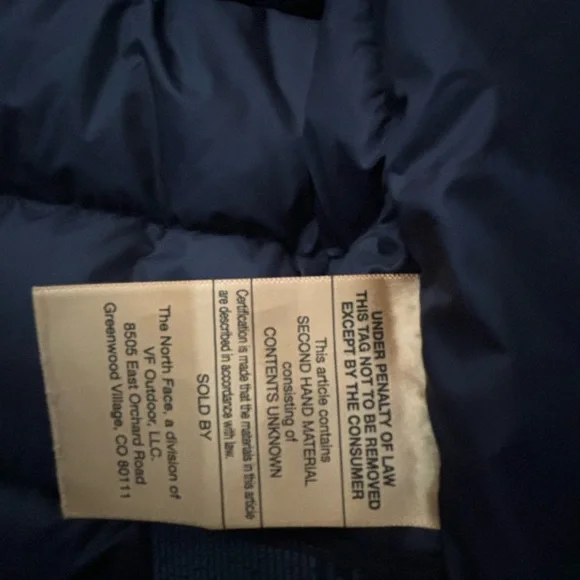 UNDER PENALTY OF LAW
THIS TAG NOT TO BE REMOVED
EXCEPT BY THE CONSUMER
This article contains
SECOND HAND MATERIAL
consisting of
CONTENTS UNKNOWN
Certification is made that the materials in this article
are described in accordance with law.
SOLD BY
The North Face, a division of
VF Outdoor, LLC.
8505 East Orchard Road
Greenwood Village, CO 80111